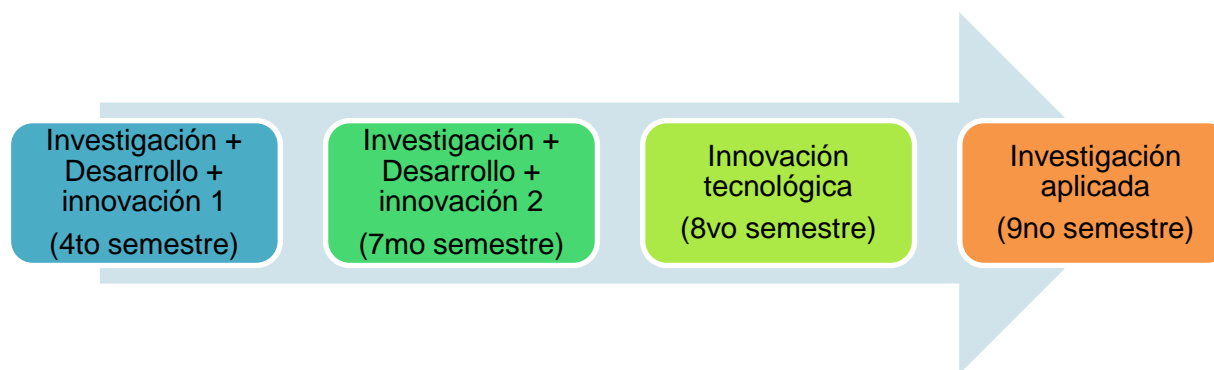 Investigación +
Desarrollo +
innovación 1
(4to semestre)
Investigación +
Desarrollo +
innovación 2
(7mo semestre)
Innovación
tecnológica
(8vo semestre)
Investigación
aplicada
(9no semestre)